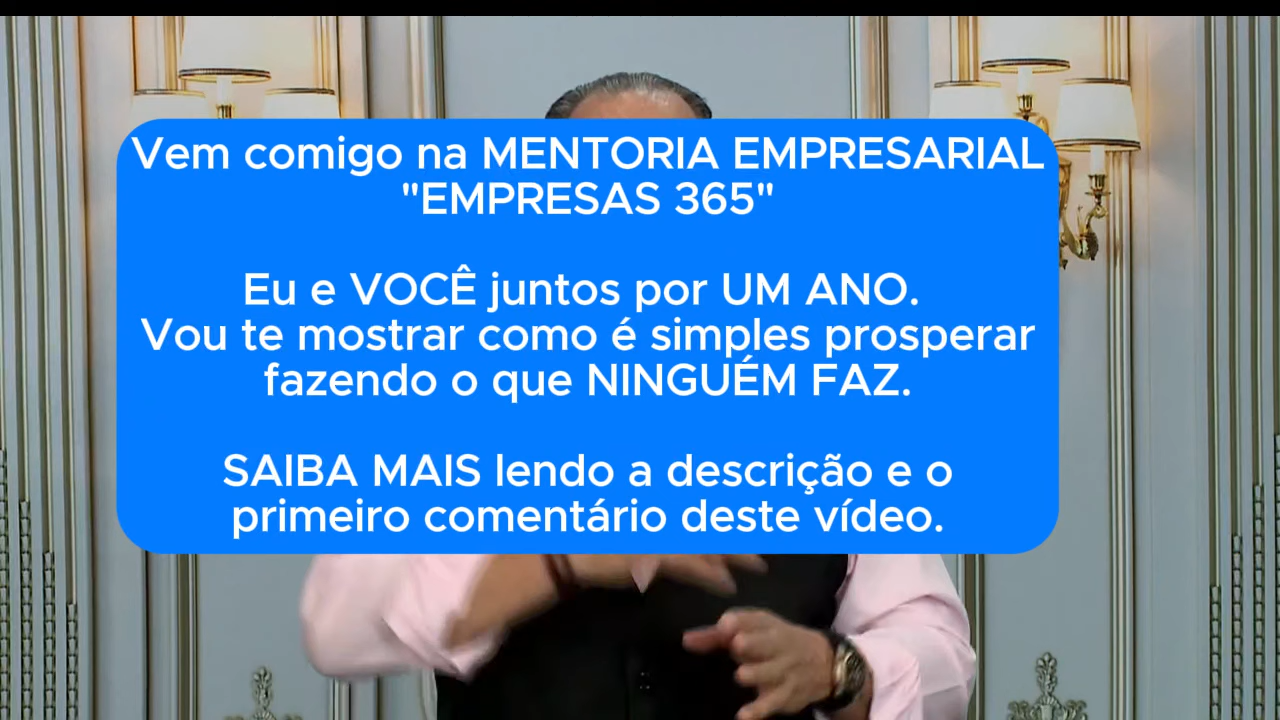 Vem comigo na MENTORIA EMPRESARIAL
"EMPRESAS 365"
Eu e VOCÊ juntos por UM ANO.
Vou te mostrar como é simples prosperar
fazendo o que NINGUÉM FAZ.
SAIBA MAIS lendo a descrição e o
primeiro comentário deste vídeo.